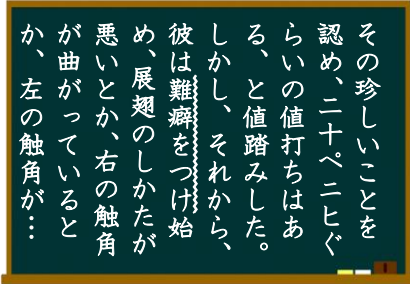 その珍しいことを
認め、二十ペニヒぐ
らいの値打ちはあ
る、と値踏みした。
しかし、それから、
彼は難癖をつけ始
め、展翅のしかたが
悪いとか、右の触角
が曲がっていると
か、左の触角が…